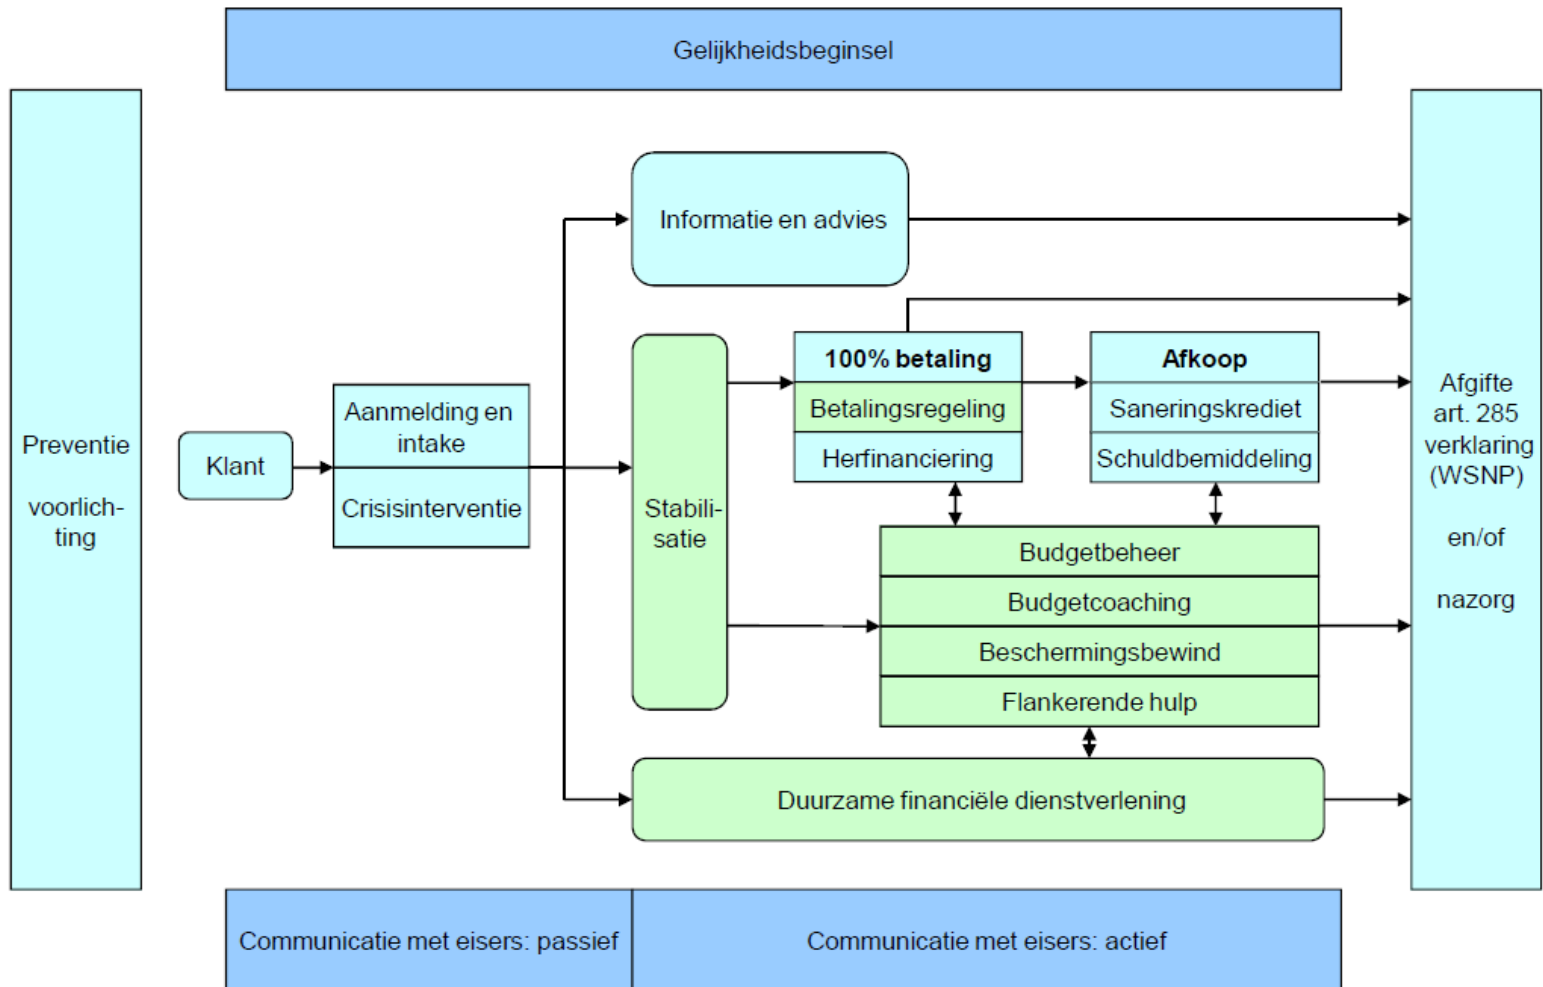 Gelijkheidsbeginsel
Preventie
voorlich-
ting
Klant
Aanmelding en
intake
Crisisinterventie
Informatie en advies
Stabili-
satie
100% betaling
Betalingsregeling
Herfinanciering
Afkoop
Saneringskrediet
Schuldbemiddeling
Budgetbeheer
Budgetcoaching
Beschermingsbewind
Flankerende hulp
Duurzame financiële dienstverlening
Afgifte
art. 285
verklaring
(WSNP)
en/of
nazorg
Communicatie met eisers: passief
Communicatie met eisers: actief